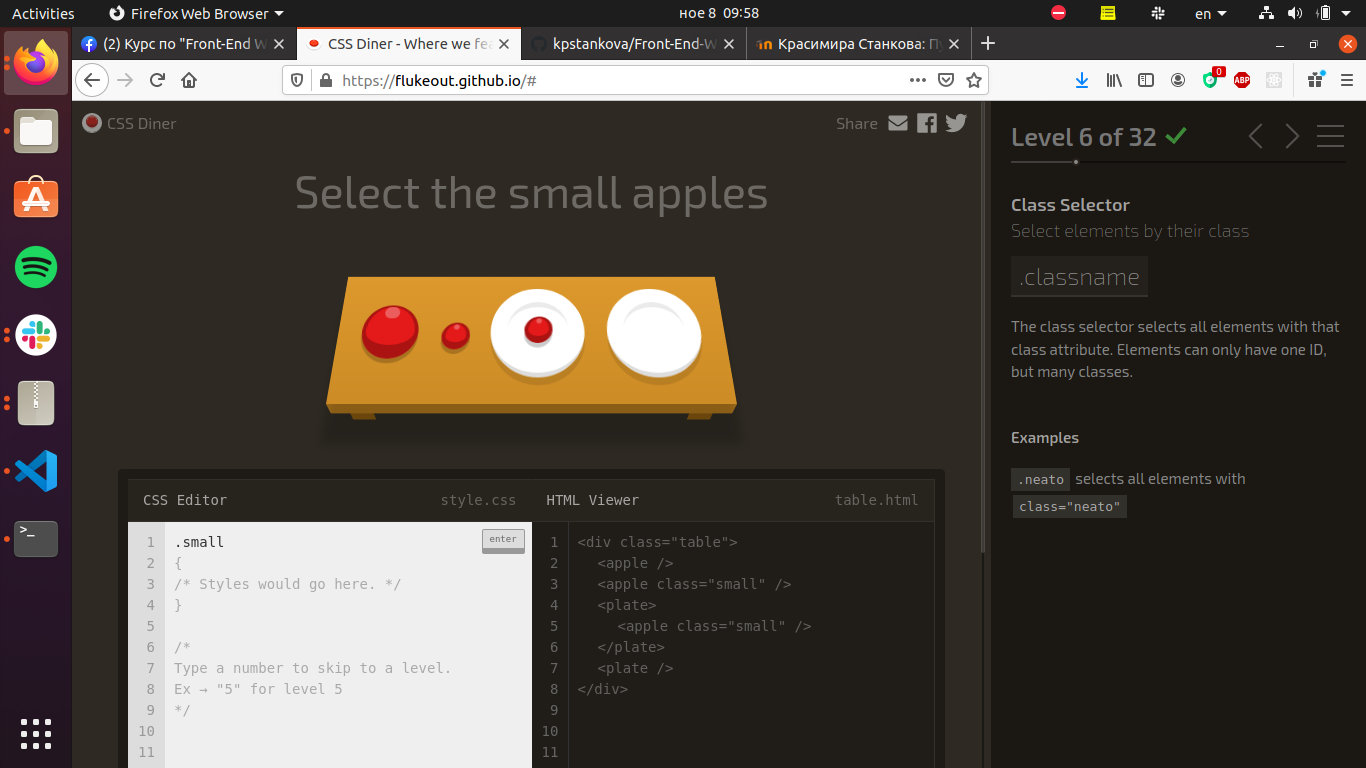 Activities
Firefox Web Browser
ное 8 09:58
en
(2) Курс по "Front-End W
CSS Diner - Where we fea
kpstankova/Front-End-W
Красимира Станкова: П
https://flukeout.github.io/#
0
ABP
CSS Diner
Share
Select the small apples
CSS Editor
style.css
HTML Viewer
table.html
enter
1 .small
2 {
3 /* Styles would go here. */
4 }
5
6 /*
7 Type a number to skip to a level.
8 Ex → "5" for level 5
9 */
10
11
1 <div class="table">
2 <apple />
3 <apple class="small" />
4 <plate>
5 <apple class="small" />
6 </plate>
7 <plate />
8 </div>
9
10
11
Level 6 of 32
Class Selector
Select elements by their class
.classname
The class selector selects all elements with that
class attribute. Elements can only have one ID,
but many classes.
Examples
.neato selects all elements with
class="neato"